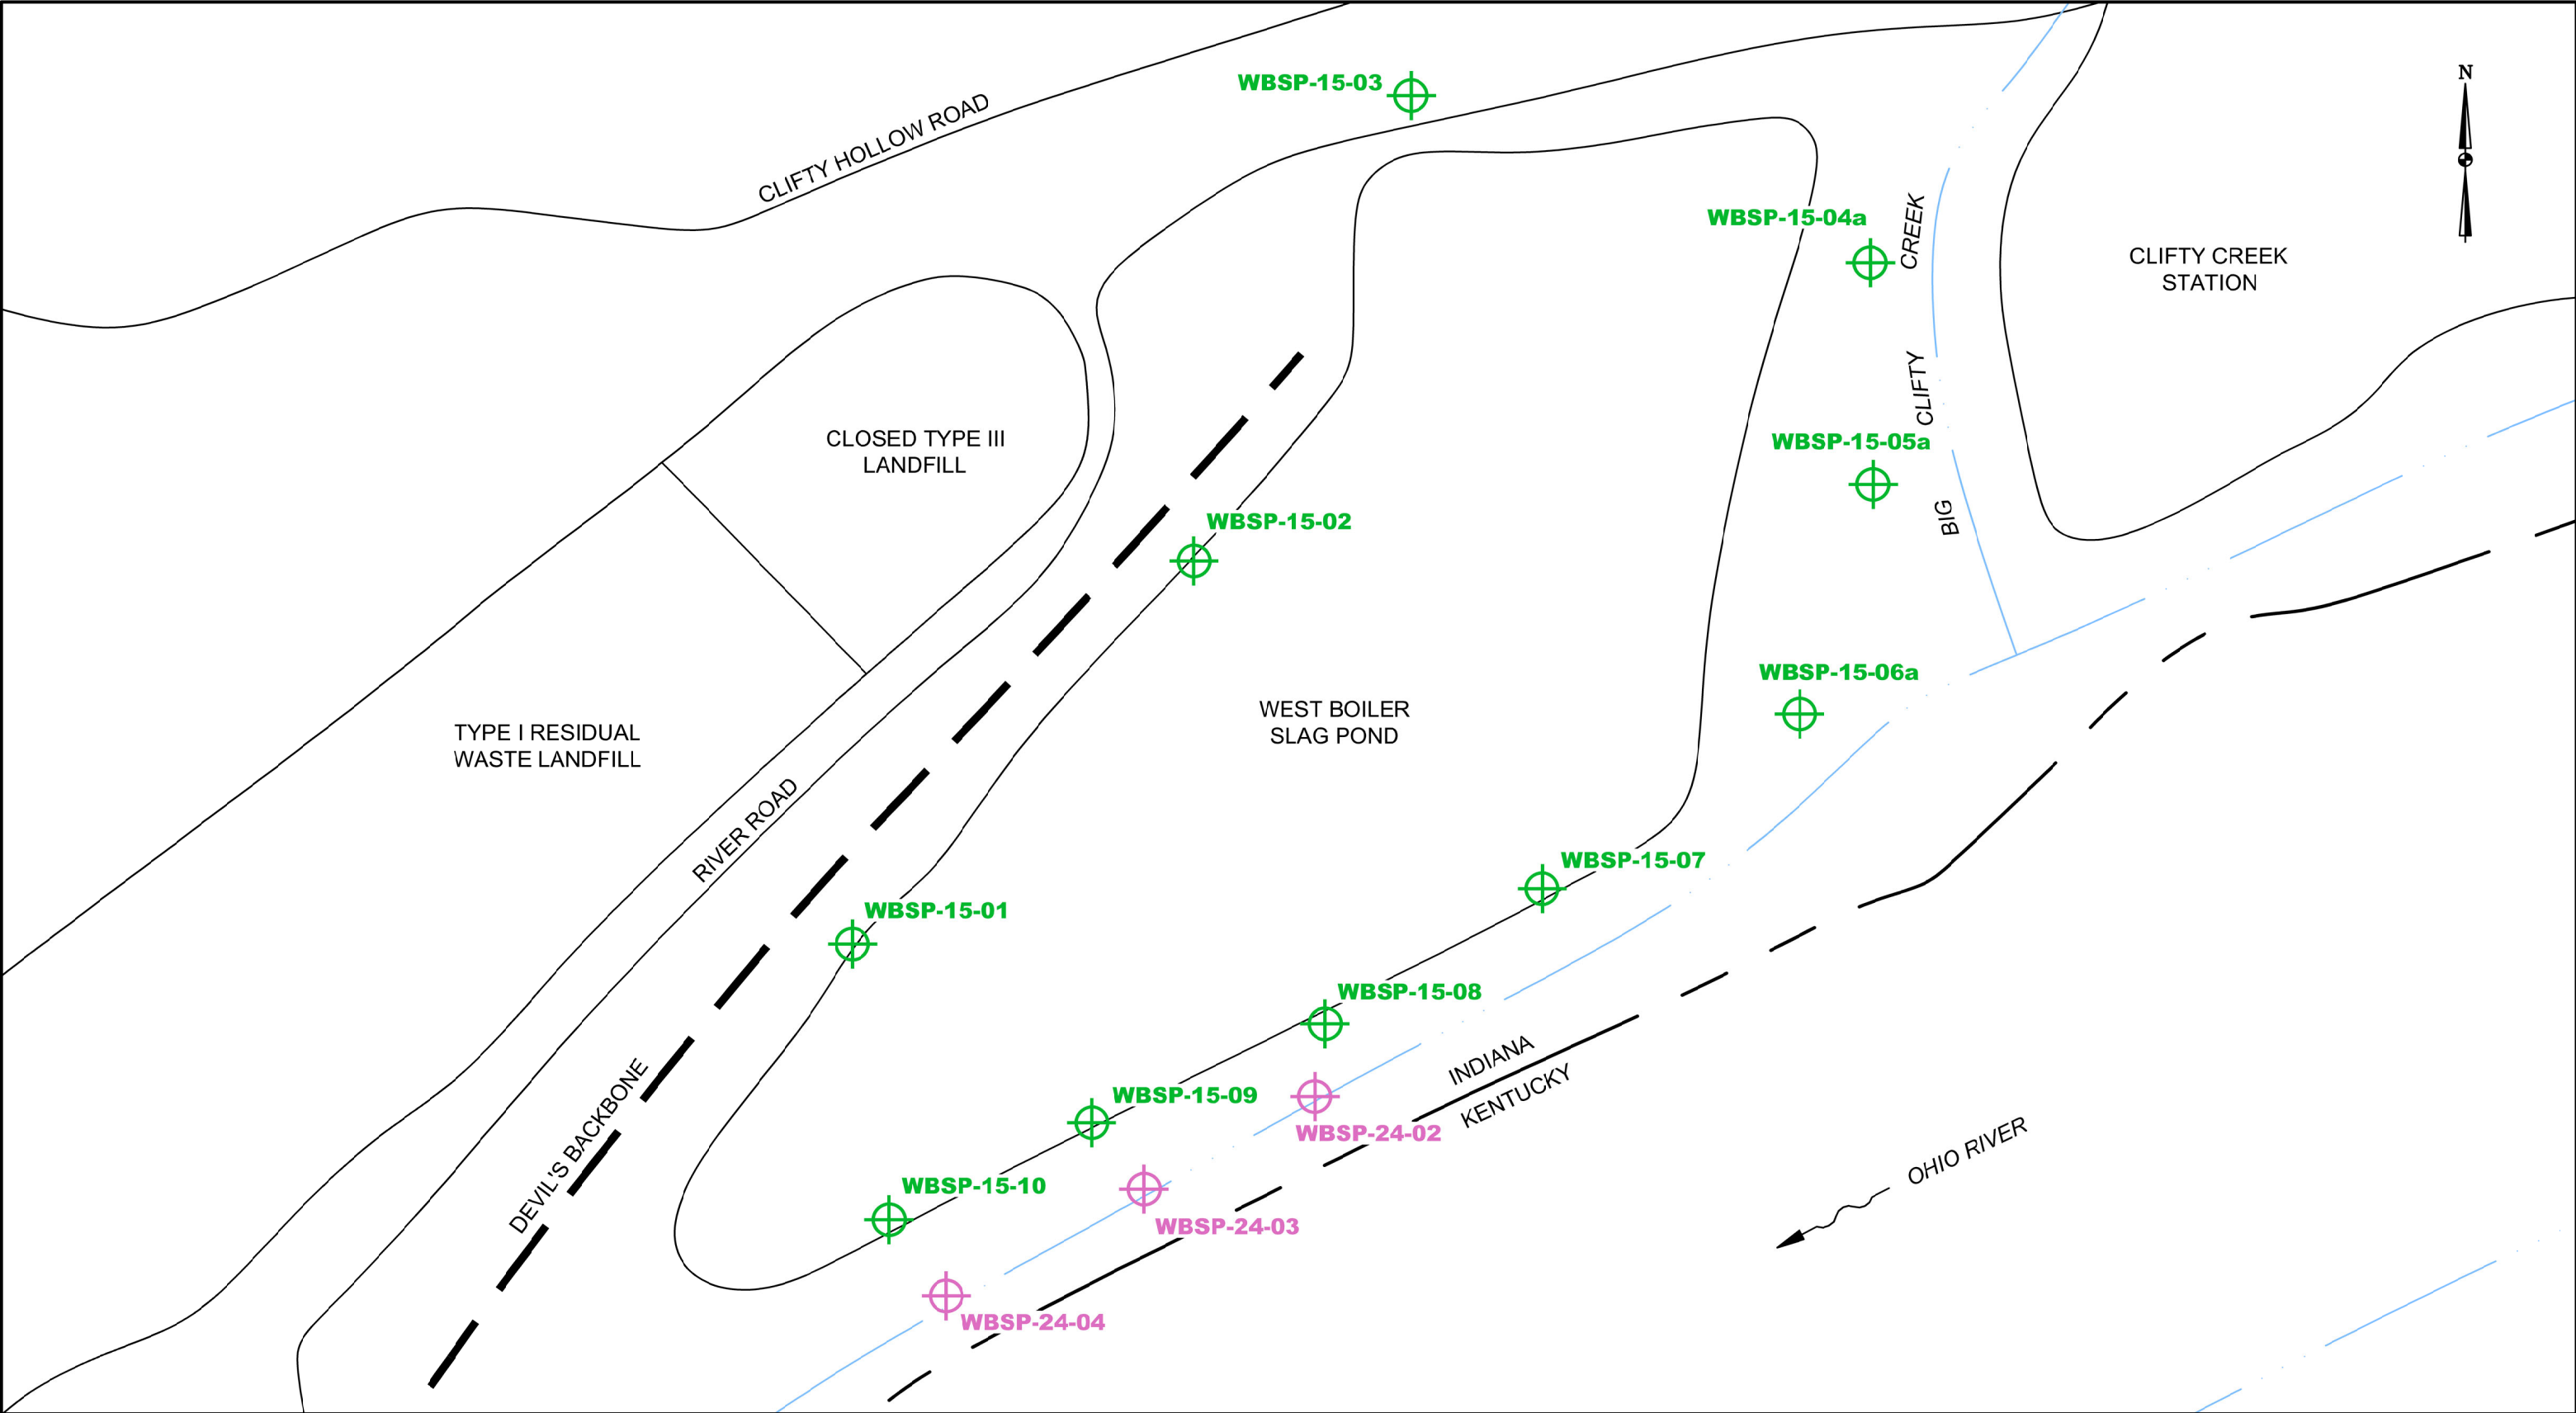 N
WBSP-15-03
CLIFTY HOLLOW ROAD
WBSP-15-04a
CREEK
CLIFTY
BIG
CLIFTY CREEK
STATION
CLOSED TYPE III
LANDFILL
WBSP-15-05a
WBSP-15-02
WBSP-15-06a
WEST BOILER
SLAG POND
TYPE I RESIDUAL
WASTE LANDFILL
RIVER ROAD
WBSP-15-07
WBSP-15-01
WBSP-15-08
INDIANA
KENTUCKY
WBSP-15-09
WBSP-24-02
DEVIL'S BACKBONE
OHIO RIVER
WBSP-15-10
WBSP-24-03
WBSP-24-04